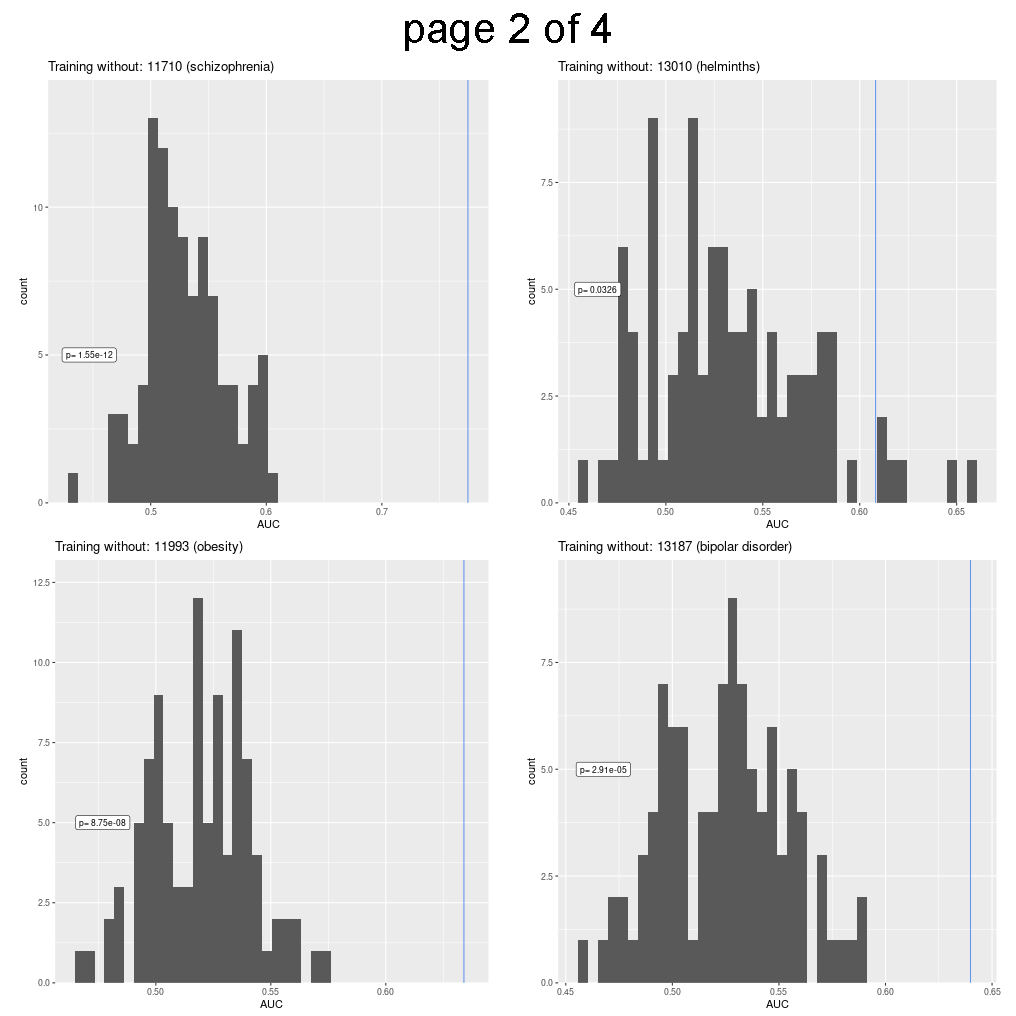 page 2 of 4
Training without: 11710 (schizophrenia)
10
5
0
count
p= 1.55e-12
0.5
0.6
0.7
AUC
Training without: 13010 (helminths)
7.5
5.0
2.5
0.0
count
p= 0.0326
0.45
0.50
0.55
0.60
0.65
AUC
Training without: 11993 (obesity)
12.5
10.0
7.5
5.0
2.5
0.0
count
p= 8.75e-08
0.50
0.55
0.60
AUC
Training without: 13187 (bipolar disorder)
7.5
5.0
2.5
0.0
count
p= 2.91e-05
0.45
0.50
0.55
0.60
0.65
AUC